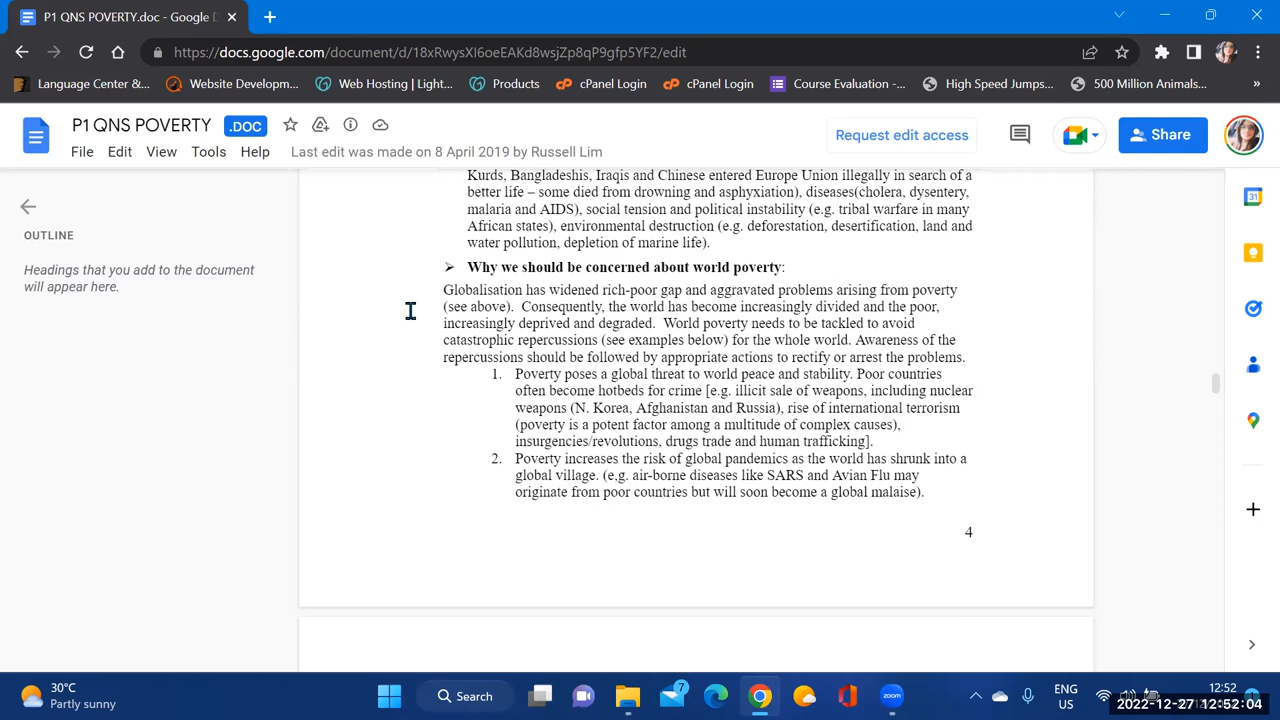 P1 QNS POVERTY.doc - Google D
https://docs.google.com/document/d/18xRwysXl6oeEAKd8wsjZp8qP9gfp5YF2/edit
Language Center &... Website Develop... Web Hosting | Light... Products cPanel Login cPanel Login Course Evaluation -... High Speed Jumps... 500 Million Animals...
P1 QNS POVERTY .DOC
Request edit access
Share
File Edit View Tools Help Last edit was made on 8 April 2019 by Russell Lim
OUTLINE
Headings that you add to the document
will appear here.
Kurds, Bangladeshis, Iraqis and Chinese entered Europe Union illegally in search of a
better life – some died from drowning and asphyxiation), diseases(cholera, dysentery,
malaria and AIDS), social tension and political instability (e.g. tribal warfare in many
African states), environmental destruction (e.g. deforestation, desertification, land and
water pollution, depletion of marine life).
➢ Why we should be concerned about world poverty:
Globalisation has widened rich-poor gap and aggravated problems arising from poverty
(see above). Consequently, the world has become increasingly divided and the poor,
increasingly deprived and degraded. World poverty needs to be tackled to avoid
catastrophic repercussions (see examples below) for the whole world. Awareness of the
repercussions should be followed by appropriate actions to rectify or arrest the problems.
1. Poverty poses a global threat to world peace and stability. Poor countries
often become hotbeds for crime [e.g. illicit sale of weapons, including nuclear
weapons (N. Korea, Afghanistan and Russia), rise of international terrorism
(poverty is a potent factor among a multitude of complex causes),
insurgencies/revolutions, drugs trade and human trafficking].
2. Poverty increases the risk of global pandemics as the world has shrunk into a
global village. (e.g. air-borne diseases like SARS and Avian Flu may
originate from poor countries but will soon become a global malaise).
4
30°C
Partly sunny
Search
7
zoom
ENG
US
12:52
2022-12-27 12:52:04